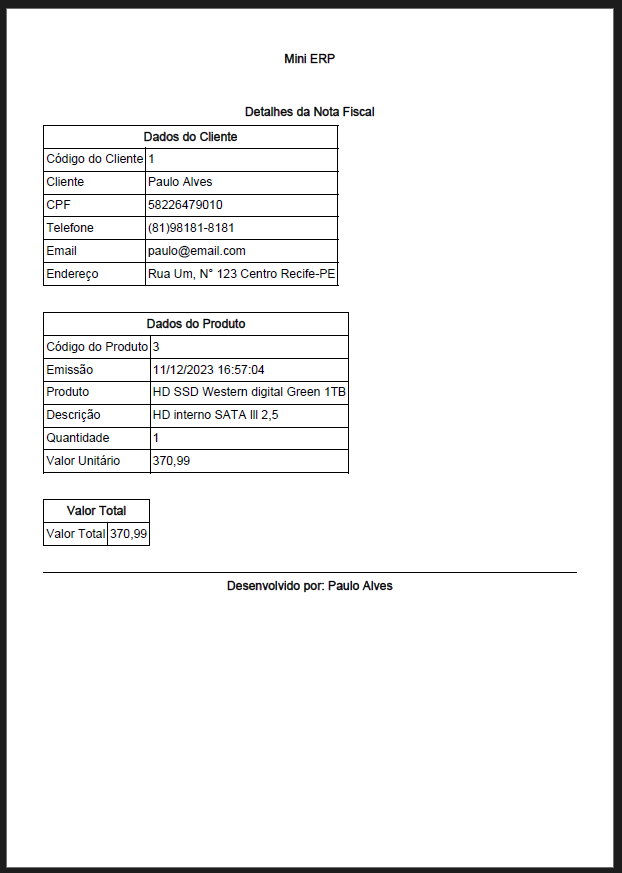 Mini ERP
Detalhes da Nota Fiscal
Dados do Cliente
Código do Cliente 1
Cliente Paulo Alves
CPF 58226479010
Telefone (81)98181-8181
Email paulo@email.com
Endereço Rua Um, N° 123 Centro Recife-PE
Dados do Produto
Código do Produto 3
Emissão 11/12/2023 16:57:04
Produto HD SSD Western digital Green 1TB
Descrição HD interno SATA III 2,5
Quantidade 1
Valor Unitário 370,99
Valor Total
Valor Total 370,99
Desenvolvido por: Paulo Alves